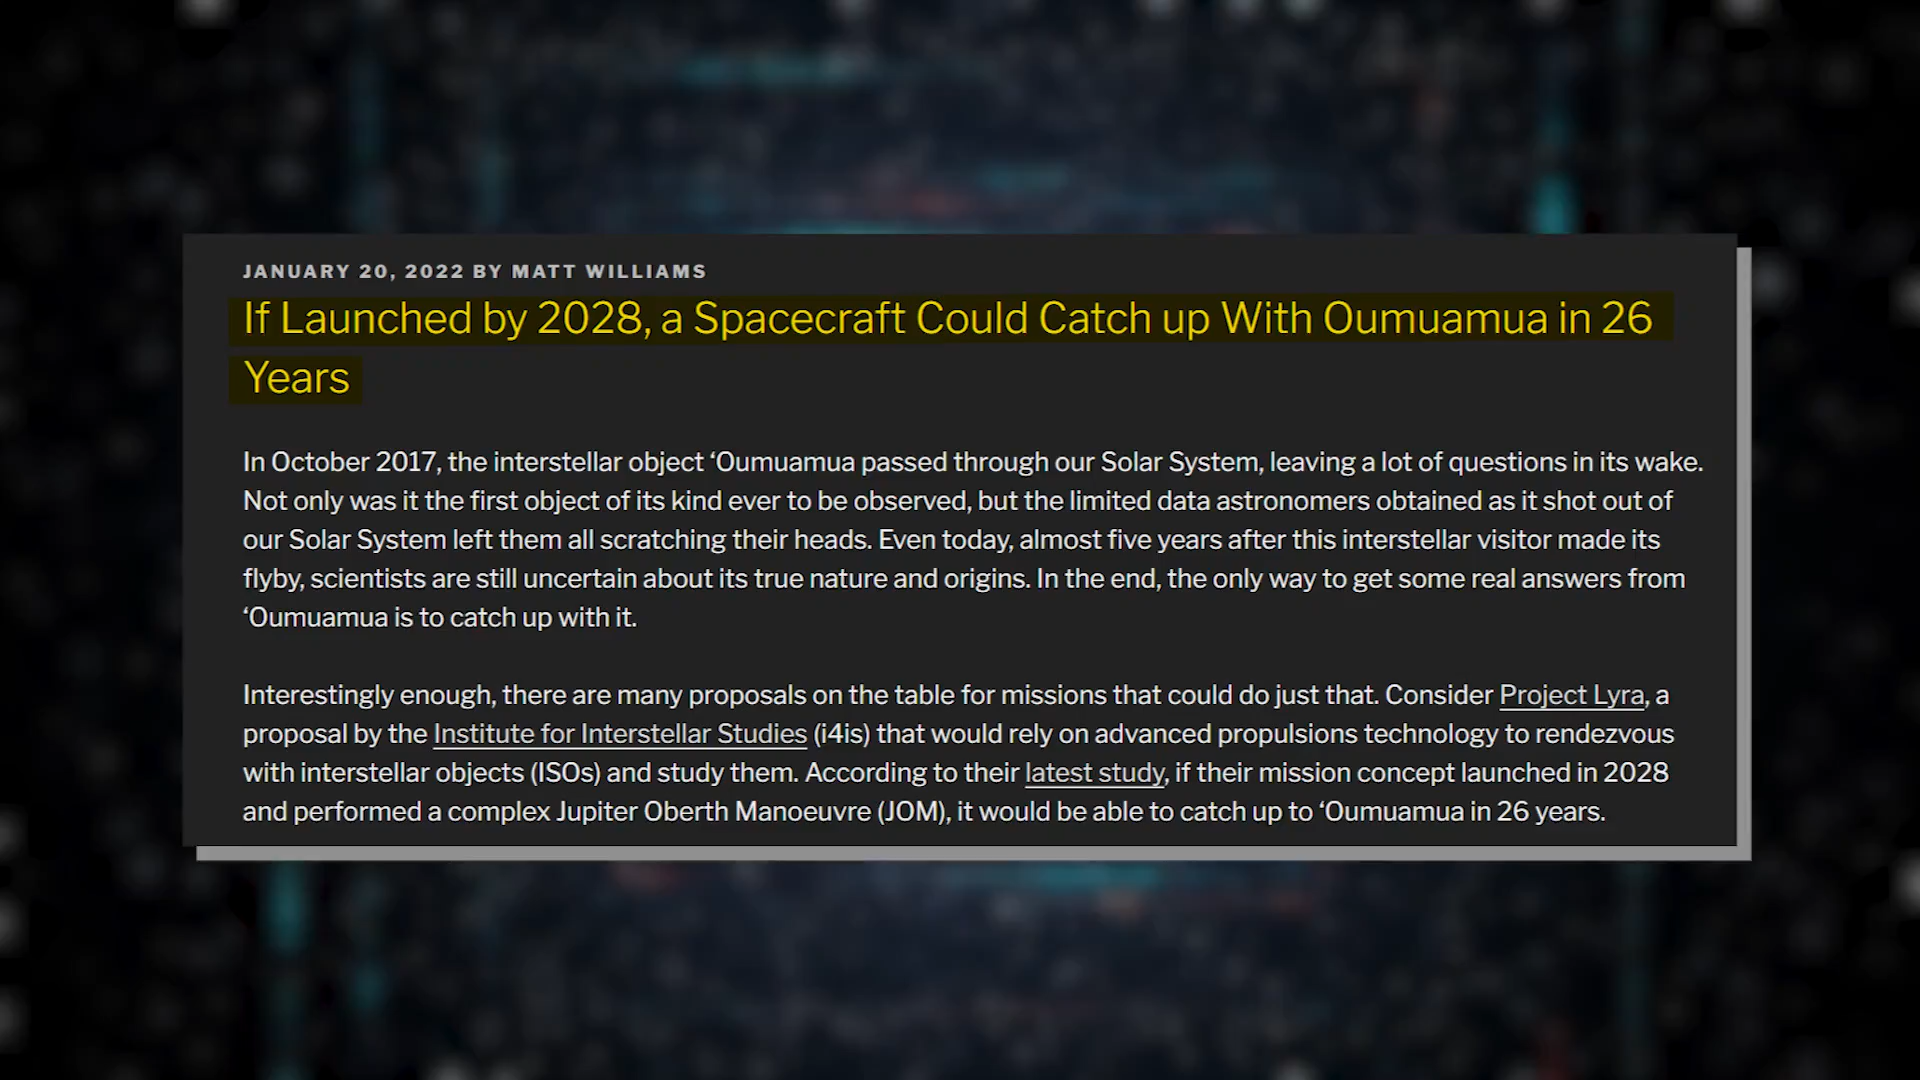 JANUARY 20, 2022 BY MATT WILLIAMS
If Launched by 2028, a Spacecraft Could Catch up With Oumuamua in 26
Years
In October 2017, the interstellar object ‘Oumuamua passed through our Solar System, leaving a lot of questions in its wake.
Not only was it the first object of its kind ever to be observed, but the limited data astronomers obtained as it shot out of
our Solar System left them all scratching their heads. Even today, almost five years after this interstellar visitor made its
flyby, scientists are still uncertain about its true nature and origins. In the end, the only way to get some real answers from
‘Oumuamua is to catch up with it.
Interestingly enough, there are many proposals on the table for missions that could do just that. Consider Project Lyra, a
proposal by the Institute for Interstellar Studies (i4is) that would rely on advanced propulsions technology to rendezvous
with interstellar objects (ISOs) and study them. According to their latest study, if their mission concept launched in 2028
and performed a complex Jupiter Oberth Manoeuvre (JOM), it would be able to catch up to ‘Oumuamua in 26 years.